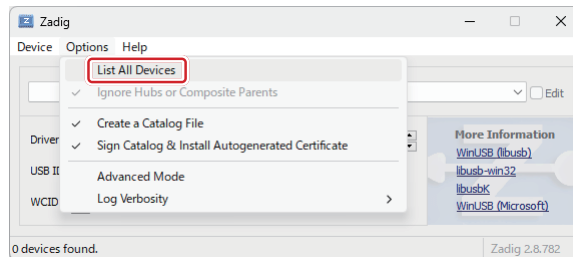 Zadig
Device Options Help
List All Devices
Ignore Hubs or Composite Parents
Edit
Create a Catalog File
Sign Catalog & Install Autogenerated Certificate
Advanced Mode
Log Verbosity
Driver
USB ID
WCID
More Information
WinUSB (libusb)
libusb-win32
libusbK
WinUSB (Microsoft)
0 devices found.
Zadig 2.8.782